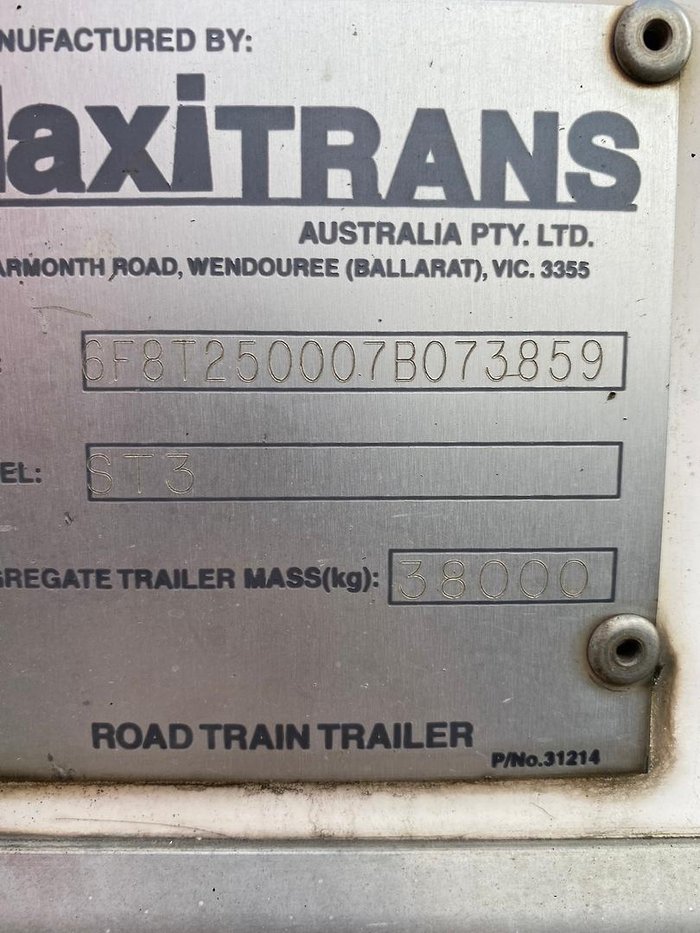 NUFACTURED BY:
axiTRANS
AUSTRALIA PTY. LTD.
ARMONTH ROAD, WENDOUREE (BALLARAT), VIC. 3355
6F8T250007B073859
EL: ST3
GREGATE TRAILER MASS(kg): 38000
ROAD TRAIN TRAILER
P/No.31214